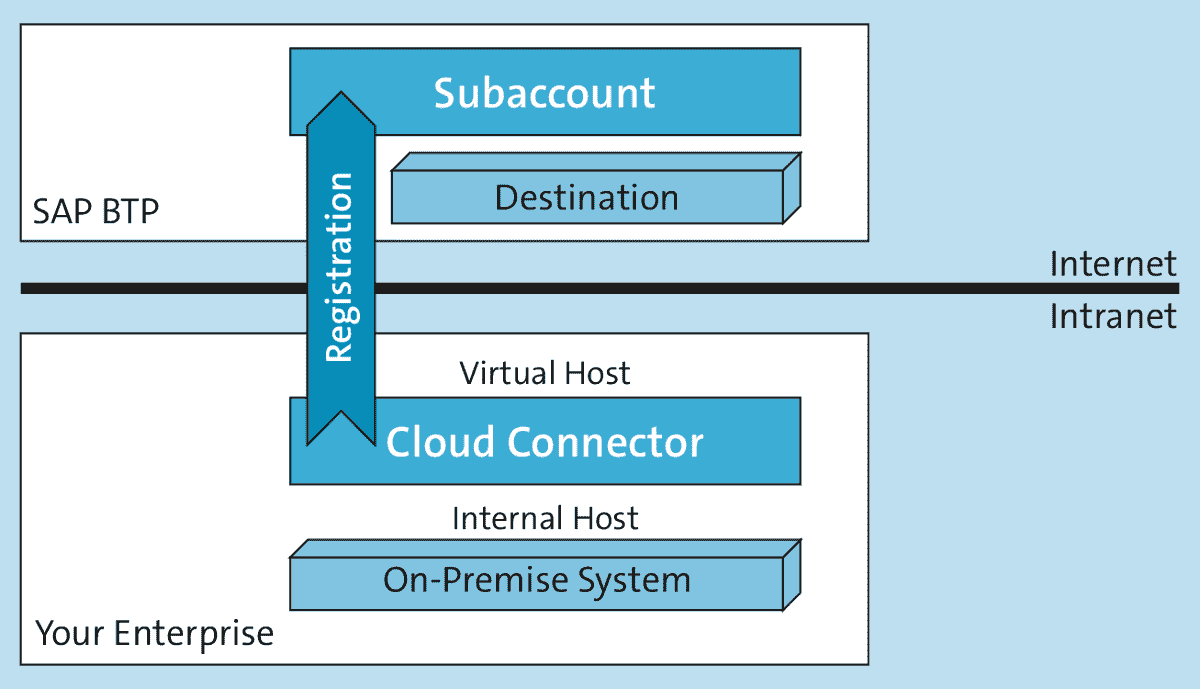 Subaccount
Destination
SAP BTP
Registration
Internet
Intranet
Virtual Host
Cloud Connector
Internal Host
On-Premise System
Your Enterprise